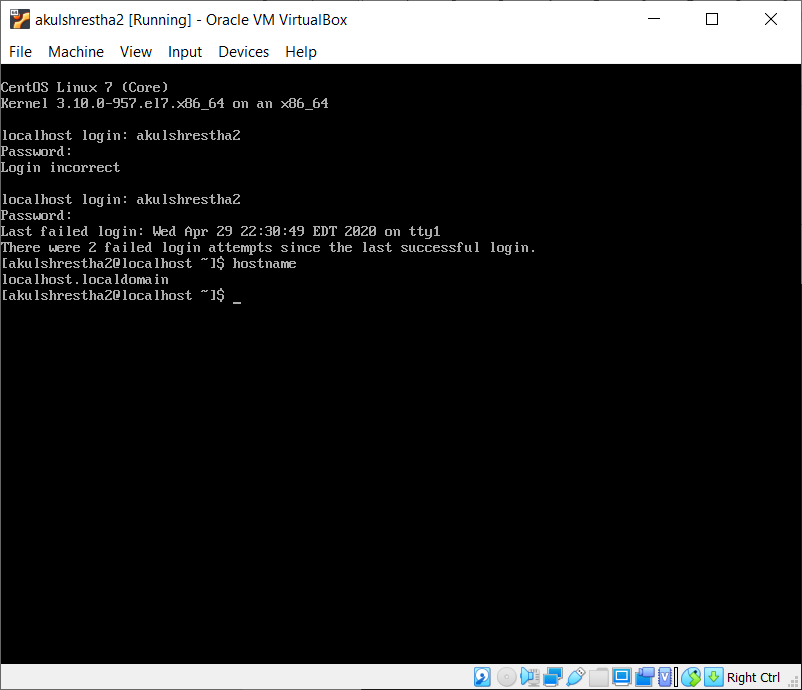 akulshrestha2 [Running] - Oracle VM VirtualBox
File Machine View Input Devices Help
CentOS Linux 7 (Core)
Kernel 3.10.0-957.el7.x86_64 on an x86_64
localhost login: akulshrestha2
Password:
Login incorrect
localhost login: akulshrestha2
Password:
Last failed login: Wed Apr 29 22:30:49 EDT 2020 on tty1
There were 2 failed login attempts since the last successful login.
[akulshrestha2@localhost ~]$ hostname
localhost.localdomain
[akulshrestha2@localhost ~]$ _
Right Ctrl